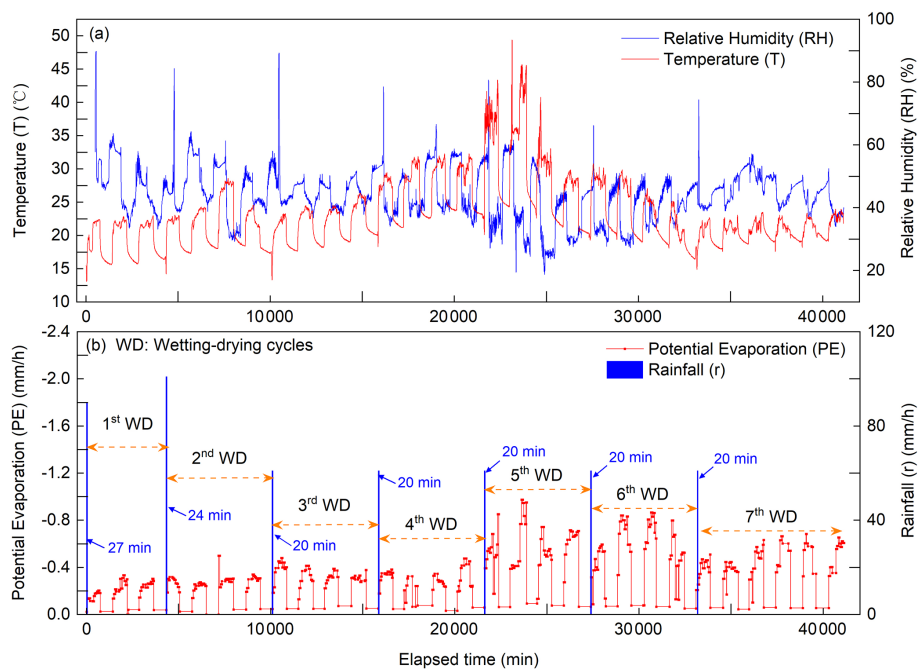 (a)
Relative Humidity (RH)
Temperature (T)
Temperature (T) (℃)
50
45
40
35
30
25
20
15
10
Relative Humidity (RH) (%)
100
80
60
40
20
0 10000 20000 30000 40000
(b) WD: Wetting-drying cycles
Potential Evaporation (PE)
Rainfall (r)
Potential Evaporation (PE) (mm/h)
-2.4
-2.0
-1.6
-1.2
-0.8
-0.4
0.0
Rainfall (r) (mm/h)
120
100
80
60
40
20
0
1st WD
2nd WD
3rd WD
4th WD
5th WD
6th WD
7th WD
27 min
24 min
20 min
20 min
20 min
20 min
20 min
0 10000 20000 30000 40000
Elapsed time (min)